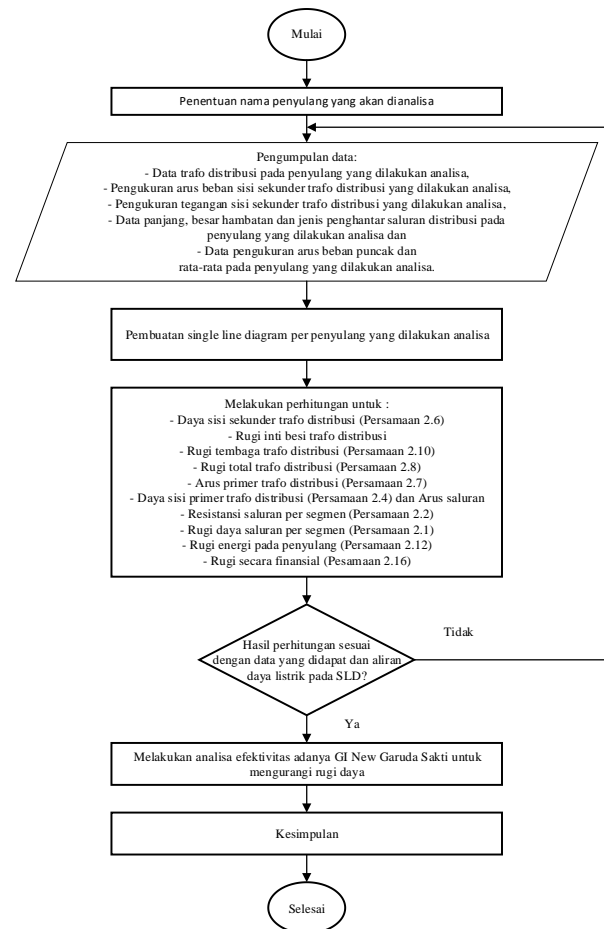 Mulai
Penentuan nama penyulang yang akan dianalisa
Pengumpulan data:
- Data trafo distribusi pada penyulang yang dilakukan analisa,
- Pengukuran arus beban sisi sekunder trafo distribusi yang dilakukan analisa,
- Pengukuran tegangan sisi sekunder trafo distribusi yang dilakukan analisa,
- Data panjang, besar hambatan dan jenis penghantar saluran distribusi pada
penyulang yang dilakukan analisa dan
- Data pengukuran arus beban puncak dan
rata-rata pada penyulang yang dilakukan analisa.
Pembuatan single line diagram per penyulang yang dilakukan analisa
Melakukan perhitungan untuk :
- Daya sisi sekunder trafo distribusi (Persamaan 2.6)
- Rugi inti besi trafo distribusi
- Rugi tembaga trafo distribusi (Persamaan 2.10)
- Rugi total trafo distribusi (Persamaan 2.8)
- Arus primer trafo distribusi (Persamaan 2.7)
- Daya sisi primer trafo distribusi (Persamaan 2.4) dan Arus saluran
- Resistansi saluran per segmen (Persamaan 2.2)
- Rugi daya saluran per segmen (Persamaan 2.1)
- Rugi energi pada penyulang (Persamaan 2.12)
- Rugi secara finansial (Pesamaan 2.16)
Hasil perhitungan sesuai
dengan data yang didapat dan aliran
daya listrik pada SLD?
Tidak
Ya
Melakukan analisa efektivitas adanya GI New Garuda Sakti untuk
mengurangi rugi daya
Kesimpulan
Selesai